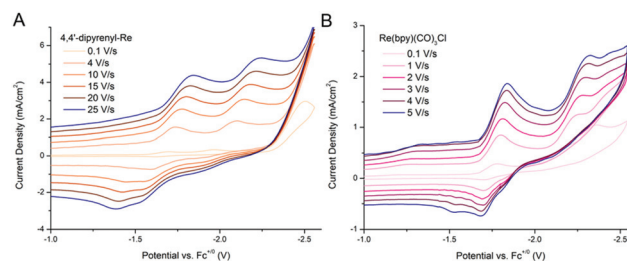 A
4,4'-dipyrenyl-Re
0.1 V/s
4 V/s
10 V/s
15 V/s
20 V/s
25 V/s
Current Density (mA/cm²)
6
4
2
0
-2
-4
-1.0
-1.5
-2.0
-2.5
Potential vs. Fc⁺/⁰ (V)
B
Re(bpy)(CO)₃Cl
0.1 V/s
1 V/s
2 V/s
3 V/s
4 V/s
5 V/s
Current Density (mA/cm²)
3
2
1
0
-1
-1.0
-1.5
-2.0
-2.5
Potential vs. Fc⁺/⁰ (V)